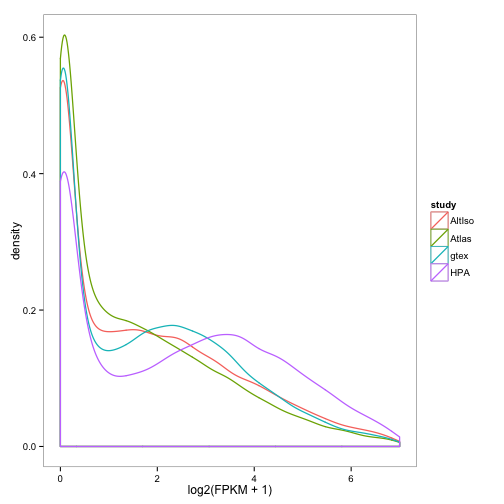 0.6
0.4
0.2
0.0
density
0
2
4
6
log2(FPKM + 1)
study
AltIso
Atlas
gtex
HPA